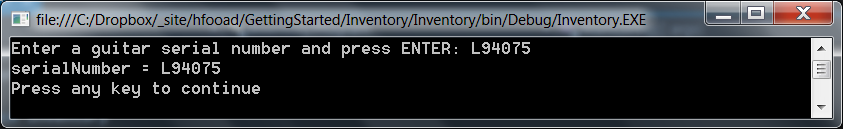 file:///C:/Dropbox/_site/hfooad/GettingStarted/Inventory/Inventory/bin/Debug/Inventory.EXE
Enter a guitar serial number and press ENTER: L94075
serialNumber = L94075
Press any key to continue